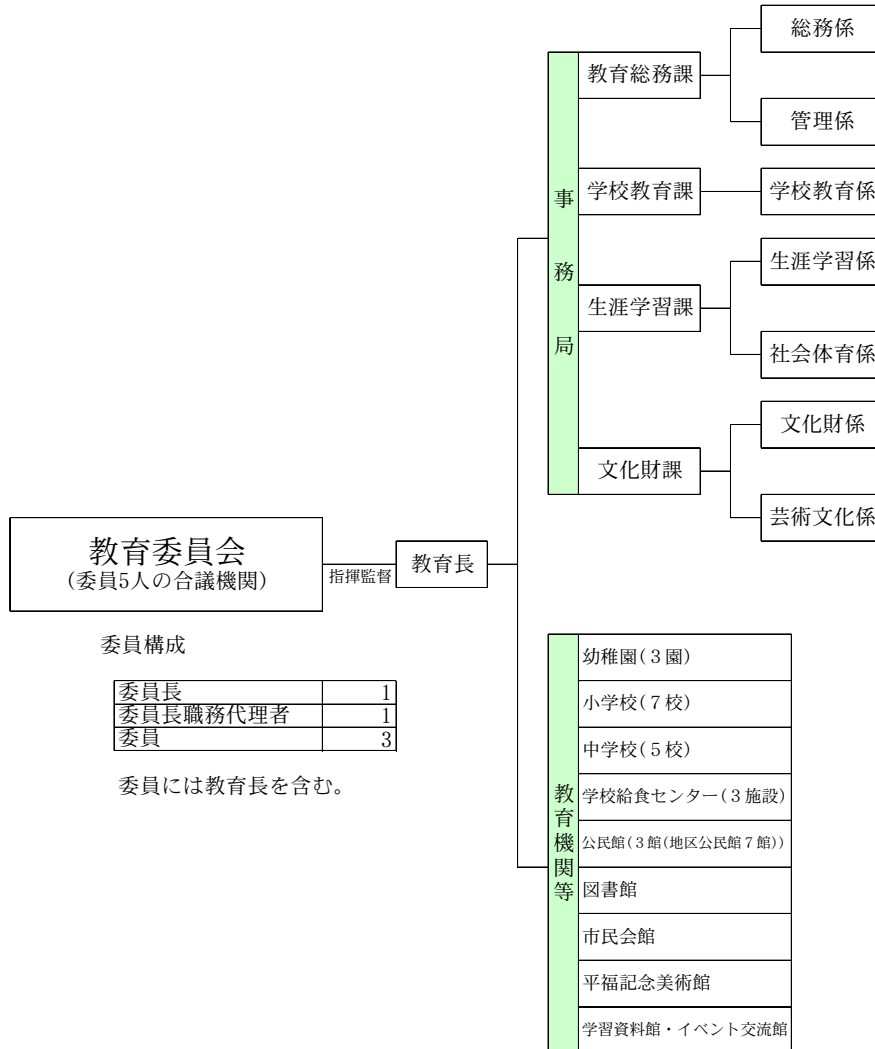 総務係
教育総務課
管理係
事務局
学校教育課
学校教育係
生涯学習係
生涯学習課
社会体育係
文化財係
文化財課
芸術文化係
教育委員会
(委員5人の合議機関)
指揮監督
教育長
委員構成
委員長 1
委員長職務代理者 1
委員 3
委員には教育長を含む。
教育機関等
幼稚園(3園)
小学校(7校)
中学校(5校)
学校給食センター(3施設)
公民館(3館(地区公民館7館))
図書館
市民会館
平福記念美術館
学習資料館・イベント交流館